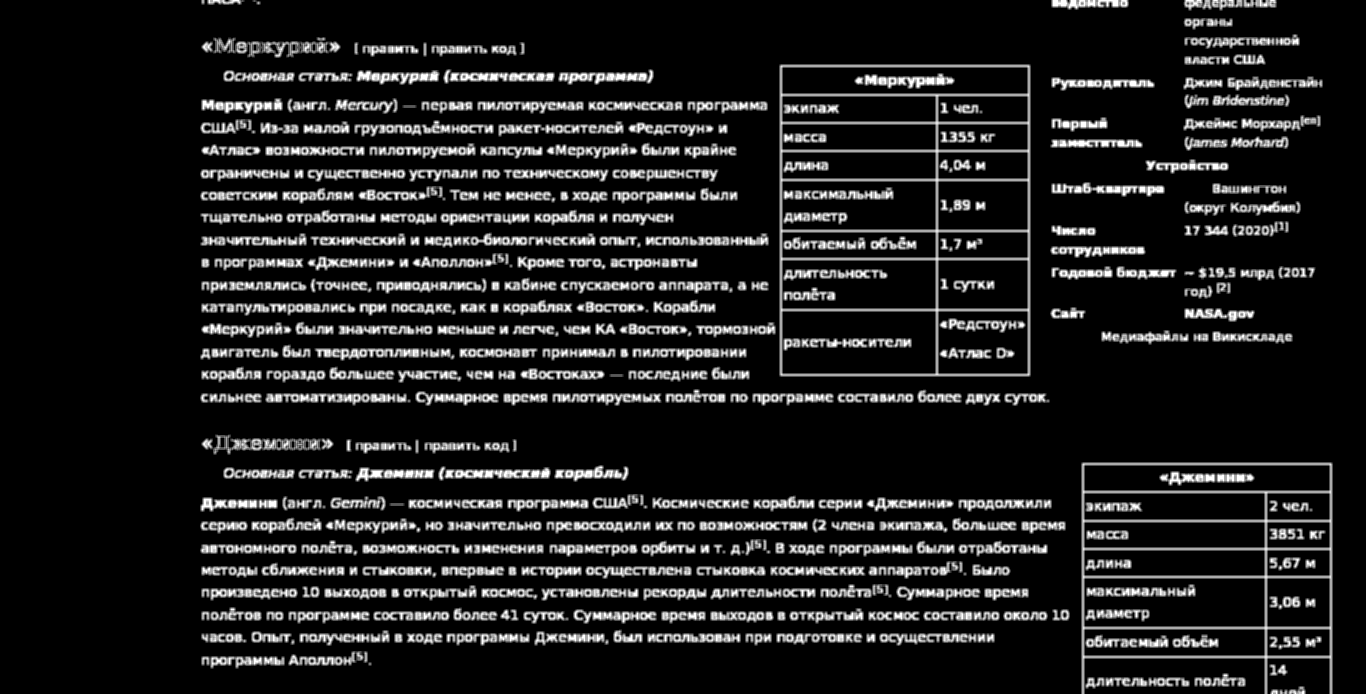 НАСА
«Меркурий» [ править | править код ]
Основная статья: Меркурий (космическая программа)
Меркурий (англ. Mercury) — первая пилотируемая космическая программа
США[5]. Из-за малой грузоподъёмности ракет-носителей «Редстоун» и
«Атлас» возможности пилотируемой капсулы «Меркурий» были крайне
ограничены и существенно уступали по техническому совершенству
советским кораблям «Восток»[5]. Тем не менее, в ходе программы были
тщательно отработаны методы ориентации корабля и получен
значительный технический и медико-биологический опыт, использованный
в программах «Джемини» и «Аполлон»[5]. Кроме того, астронавты
приземлялись (точнее, приводнялись) в кабине спускаемого аппарата, а не
катапультировались при посадке, как в кораблях «Восток». Корабли
«Меркурий» были значительно меньше и легче, чем КА «Восток», тормозной
двигатель был твердотопливным, космонавт принимал в пилотировании
корабля гораздо большее участие, чем на «Востоках» — последние были
сильнее автоматизированы. Суммарное время пилотируемых полётов по программе составило более двух суток.
«Меркурий»
экипаж 1 чел.
масса 1355 кг
длина 4,04 м
максимальный
диаметр 1,89 м
обитаемый объём 1,7 м³
длительность
полёта 1 сутки
ракеты-носители «Редстоун»
«Атлас D»
ведомство федеральные
органы
государственной
власти США
Руководитель Джим Брайденстайн
(Jim Bridenstine)
Первый Джеймс Морхард[en]
заместитель (James Morhard)
Устройство
Штаб-квартира Вашингтон
(округ Колумбия)
Число 17 344 (2020)[1]
сотрудников
Годовой бюджет ~ $19,5 млрд (2017
год) [2]
Сайт NASA.gov
Медиафайлы на Викискладе
«Джемини» [ править | править код ]
Основная статья: Джемини (космический корабль)
Джемини (англ. Gemini) — космическая программа США[5]. Космические корабли серии «Джемини» продолжили
серию кораблей «Меркурий», но значительно превосходили их по возможностям (2 члена экипажа, большее время
автономного полёта, возможность изменения параметров орбиты и т. д.)[5]. В ходе программы были отработаны
методы сближения и стыковки, впервые в истории осуществлена стыковка космических аппаратов[5]. Было
произведено 10 выходов в открытый космос, установлены рекорды длительности полёта[5]. Суммарное время
полётов по программе составило более 41 суток. Суммарное время выходов в открытый космос составило около 10
часов. Опыт, полученный в ходе программы Джемини, был использован при подготовке и осуществлении
программы Аполлон[5].
«Джемини»
экипаж 2 чел.
масса 3851 кг
длина 5,67 м
максимальный
диаметр 3,06 м
обитаемый объём 2,55 м³
длительность полёта 14
дней